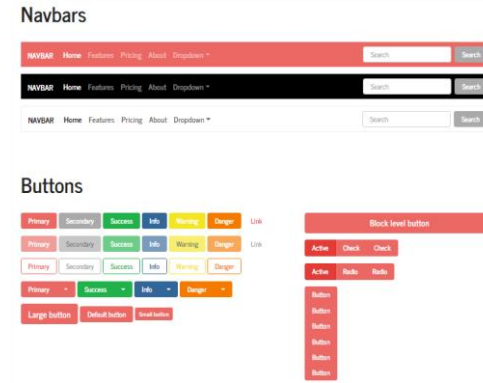 Navbars
NAVBAR Home Features Pricing About Dropdown Search Search
NAVBAR Home Features Pricing About Dropdown Search Search
NAVBAR Home Features Pricing About Dropdown Search Search
Buttons
Primary Secondary Success Info Warning Danger Link
Primary Secondary Success Info Warning Danger Link
Primary Secondary Success Info Warning Danger
Primary Success Info Danger
Large button Default button Small button
Block level button
Active Check Check
Active Radio Radio
Button
Button
Button
Button
Button
Button